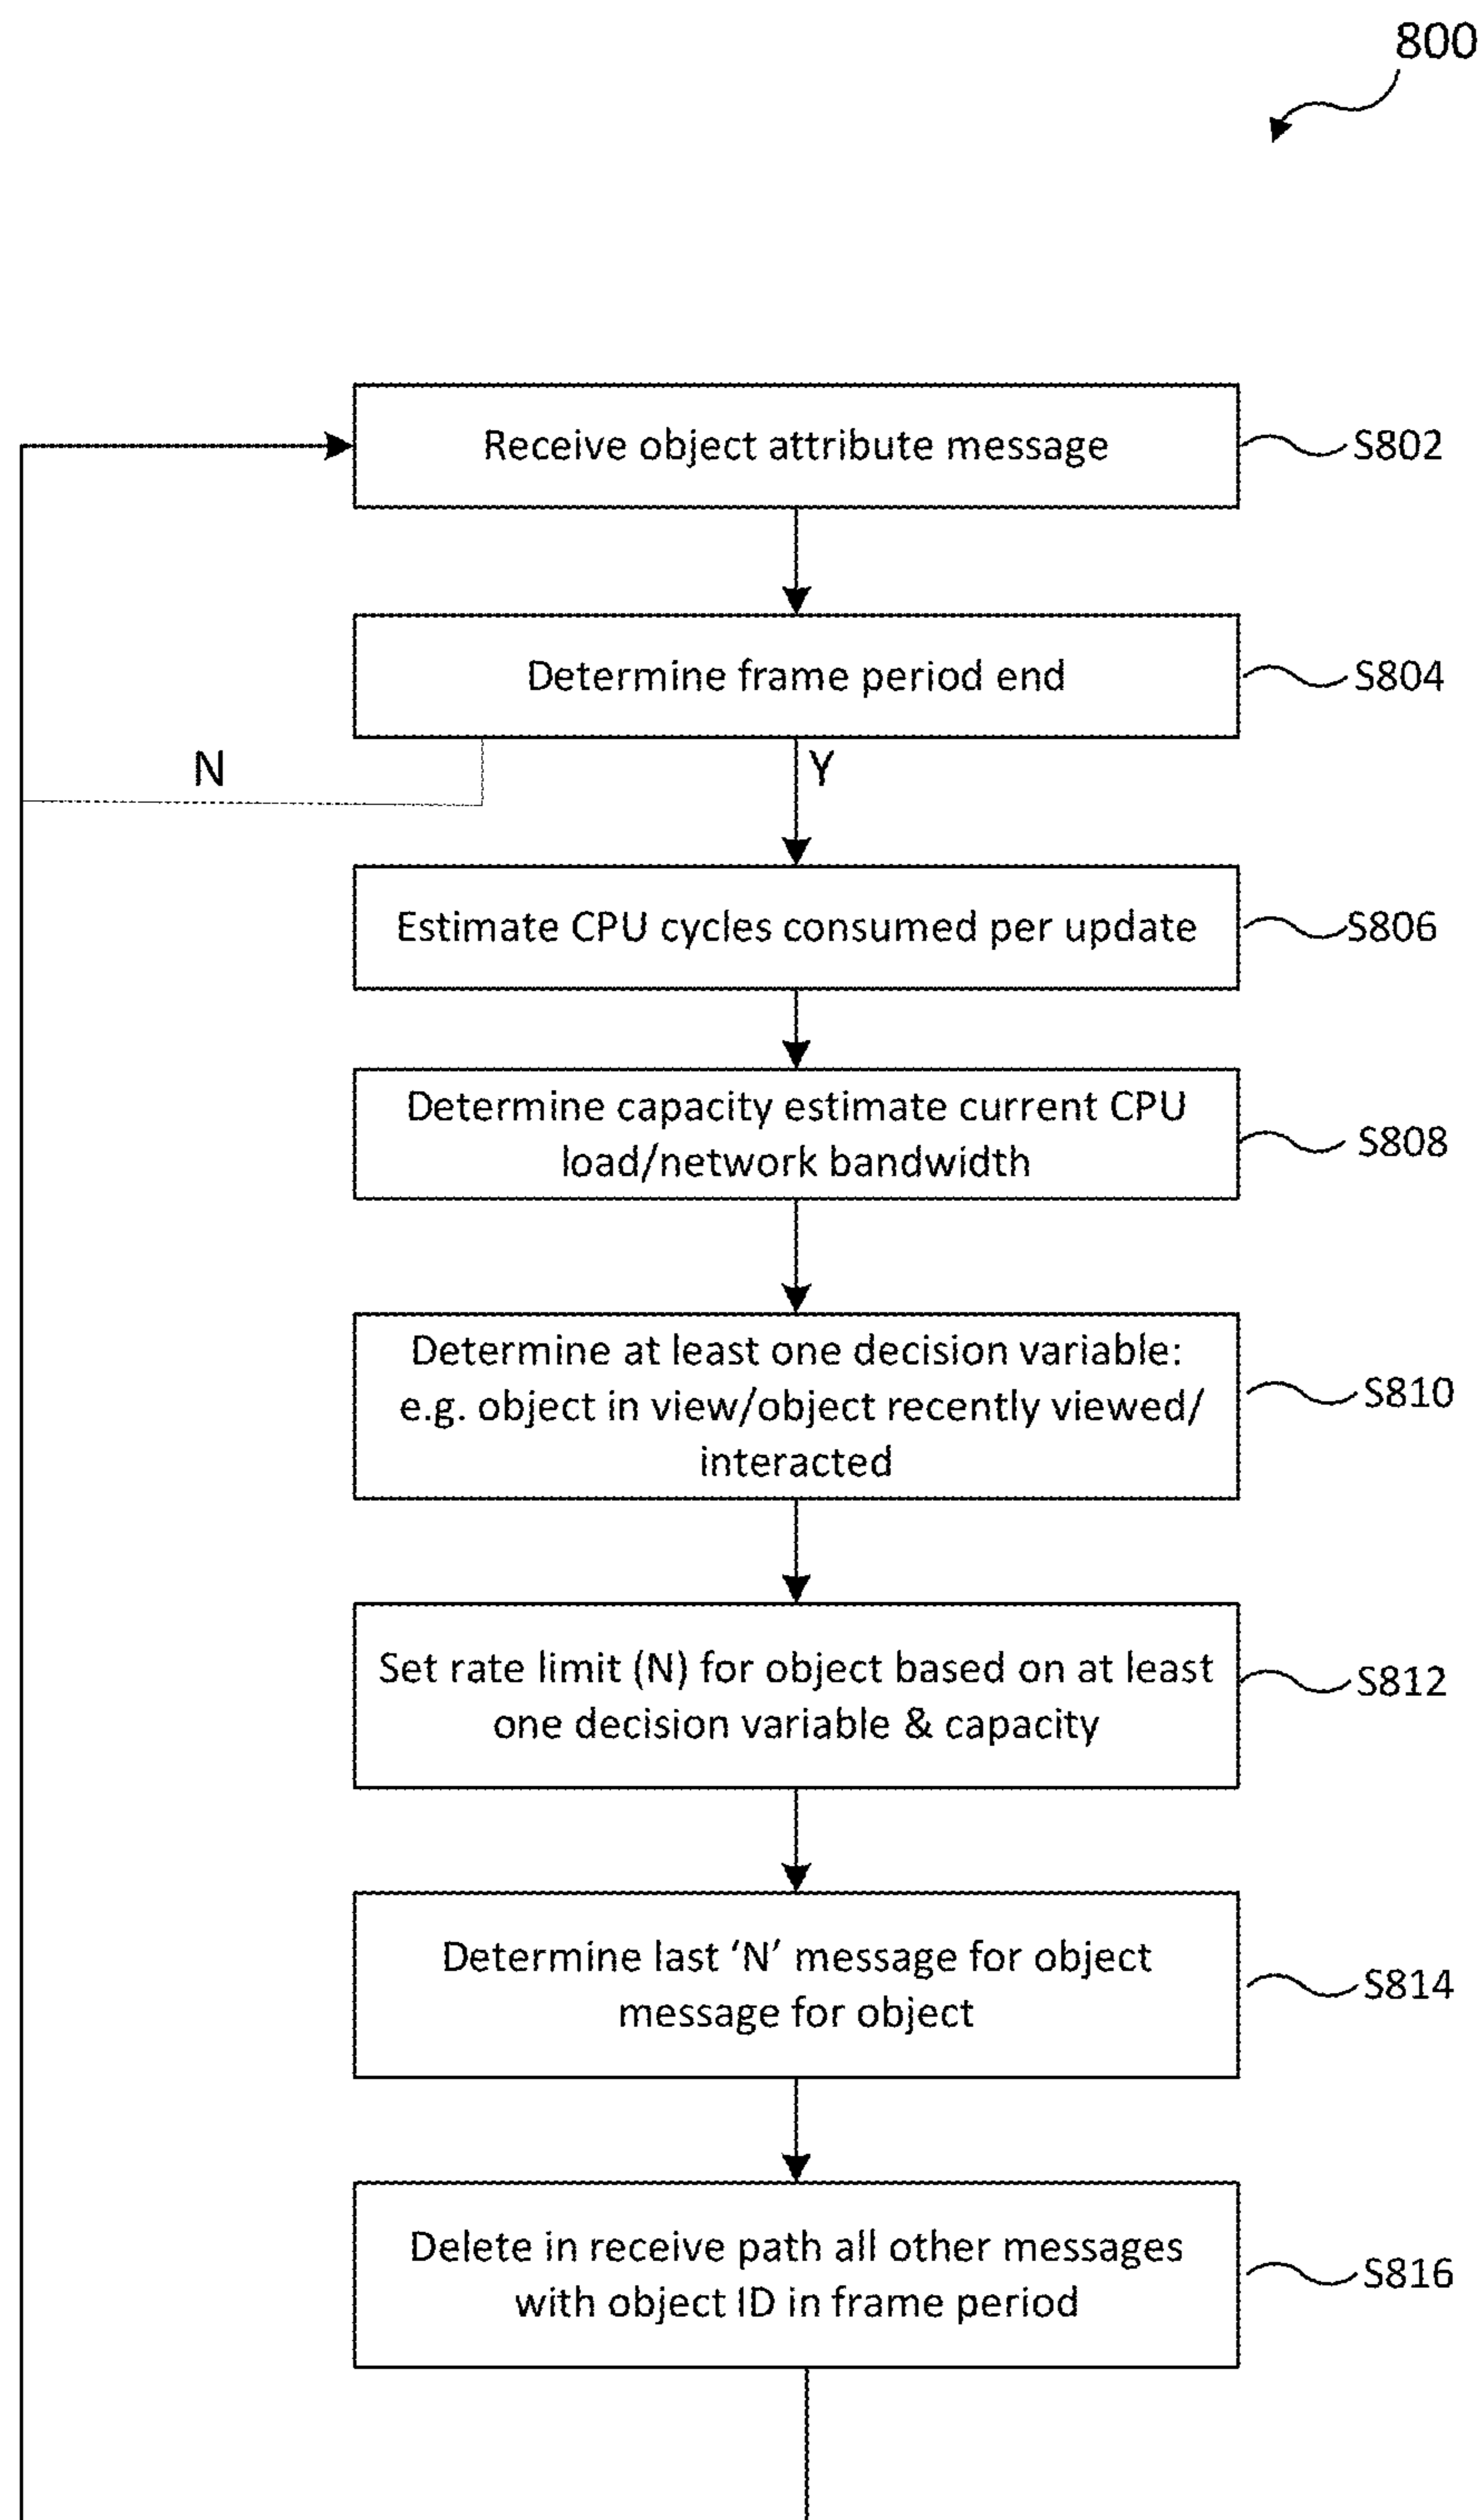 800
Receive object attribute message
S802
Determine frame period end
S804
N
Y
Estimate CPU cycles consumed per update
S806
Determine capacity estimate current CPU
load/network bandwidth
S808
Determine at least one decision variable:
e.g. object in view/object recently viewed/
interacted
S810
Set rate limit (N) for object based on at least
one decision variable & capacity
S812
Determine last ‘N’ message for object
message for object
S814
Delete in receive path all other messages
with object ID in frame period
S816